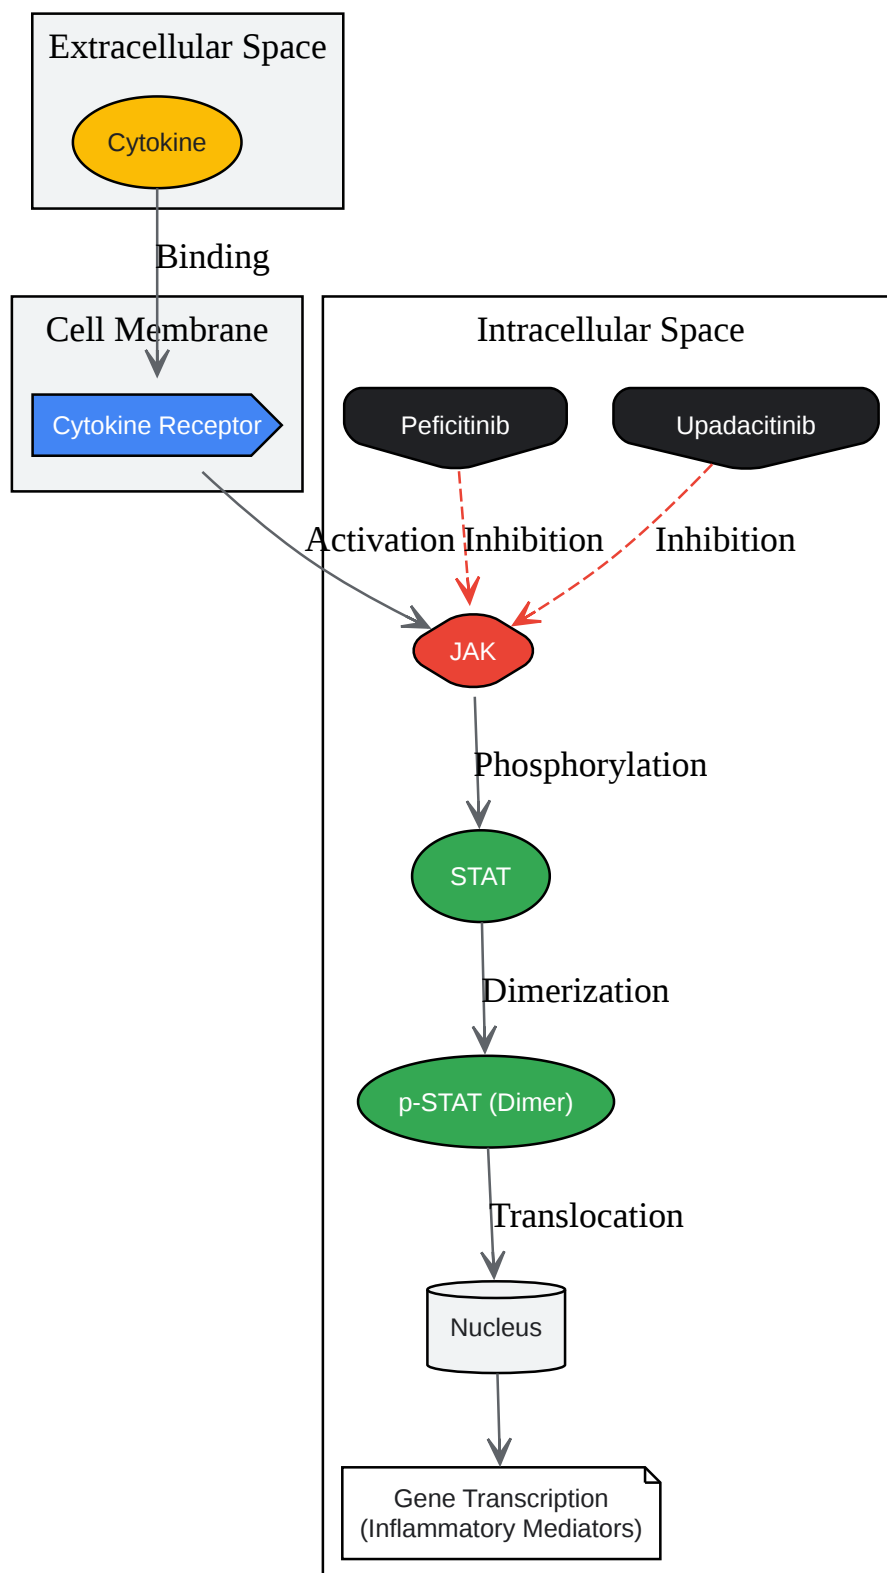 Extracellular Space
Cytokine
Binding
Cell Membrane
Intracellular Space
Cytokine Receptor
Peficitinib
Upadacitinib
Activation
Inhibition
Inhibition
JAK
Phosphorylation
STAT
Dimerization
p-STAT (Dimer)
Translocation
Nucleus
Gene Transcription
(Inflammatory Mediators)